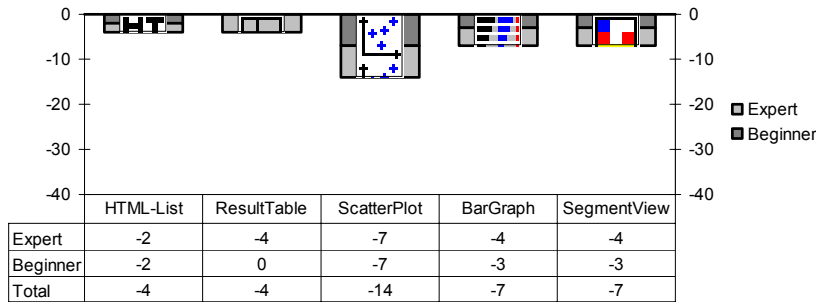 0 0
-10 -10
-20 -20
-30 -30
-40 -40
HT
Expert
Beginner
HTML-List ResultTable ScatterPlot BarGraph SegmentView
Expert -2 -4 -7 -4 -4
Beginner -2 0 -7 -3 -3
Total -4 -4 -14 -7 -7